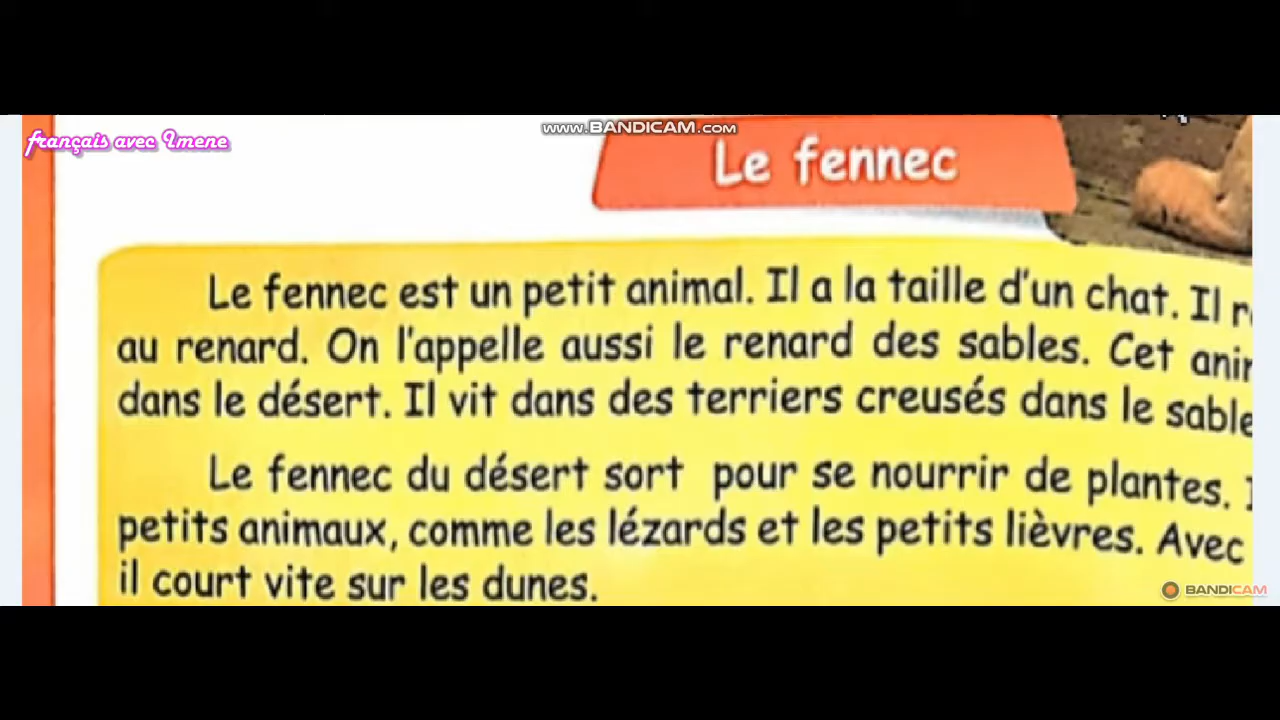 www.BANDICAM.com
français avec Imene
Le fennec
Le fennec est un petit animal. Il a la taille d'un chat. Il
au renard. On l'appelle aussi le renard des sables. Cet
dans le désert. Il vit dans des terriers creusés dans le
Le fennec du désert sort pour se nourrir de plantes.
petits animaux, comme les lézards et les petits lièvres. Avec
il court vite sur les dunes.
BANDICAM